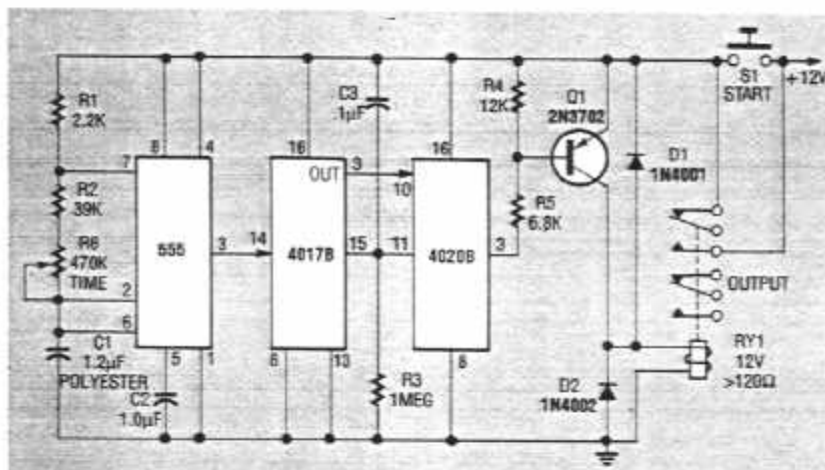 R1
2.2K
R2
39K
R6
470K
TIME
C1
1.2µF
POLYESTER
7
2
6
8
4
555
3
5
1
C2
1.0µF
14
16
OUT
3
4017B
15
6
13
C3
.1µF
R3
1MEG
16
10
11
4020B
3
8
R4
12K
R5
6.8K
Q1
2N3702
D1
1N4001
D2
1N4002
S1
START
+12V
OUTPUT
RY1
12V
>120Ω